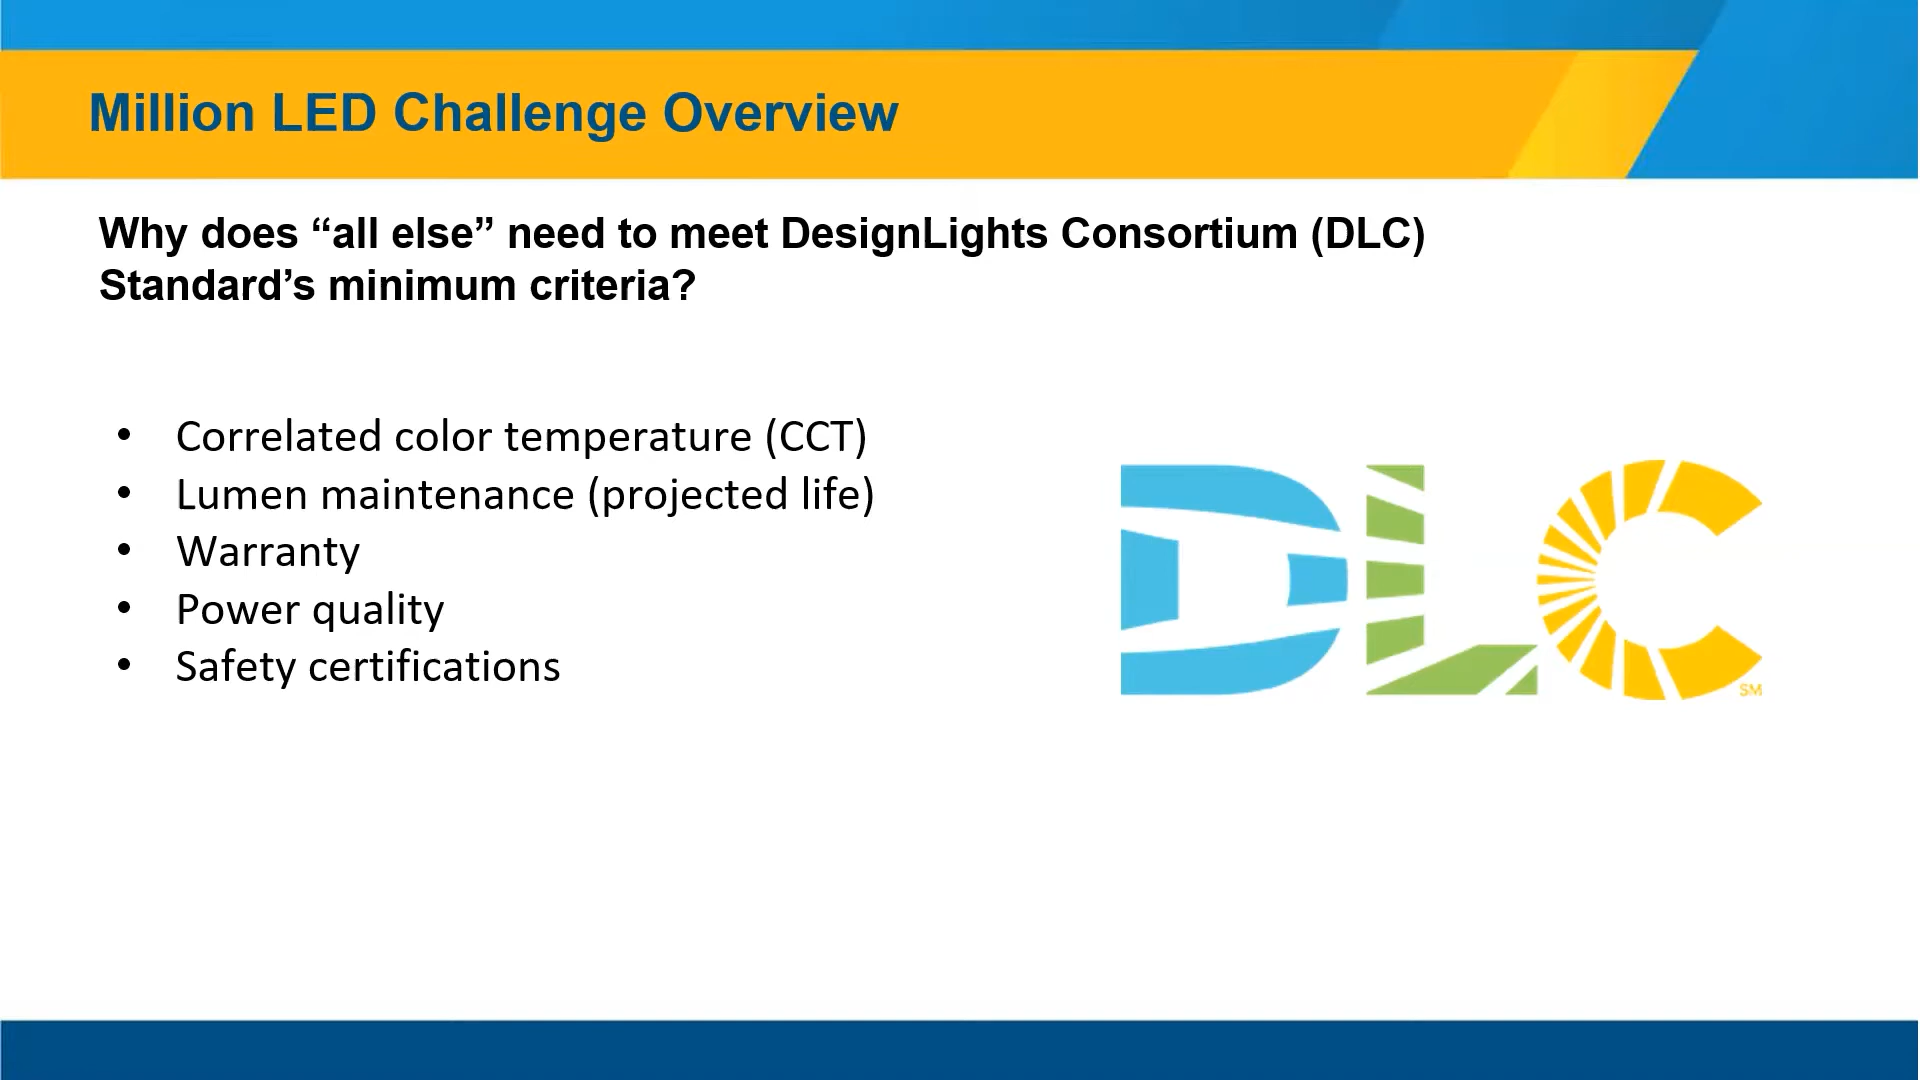 Million LED Challenge Overview
Why does “all else” need to meet DesignLights Consortium (DLC)
Standard’s minimum criteria?
• Correlated color temperature (CCT)
• Lumen maintenance (projected life)
• Warranty
• Power quality
• Safety certifications
DLC
SM